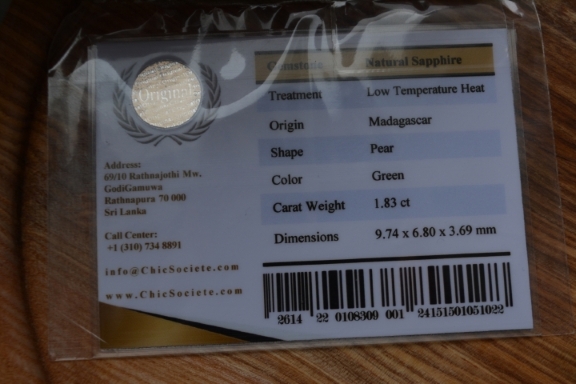 Original
Address:
69/10 Rathnajothi Mw,
GodiGamuwa
Rathnapura 70 000
Sri Lanka
Call Center:
+1 (310) 734 8891
info@ChicSociete.com
www.ChicSociete.com
Gemstone Natural Sapphire
Treatment Low Temperature Heat
Origin Madagascar
Shape Pear
Color Green
Carat Weight 1.83 ct
Dimensions 9.74 x 6.80 x 3.69 mm
2614 22 0108309 001 24151501051022